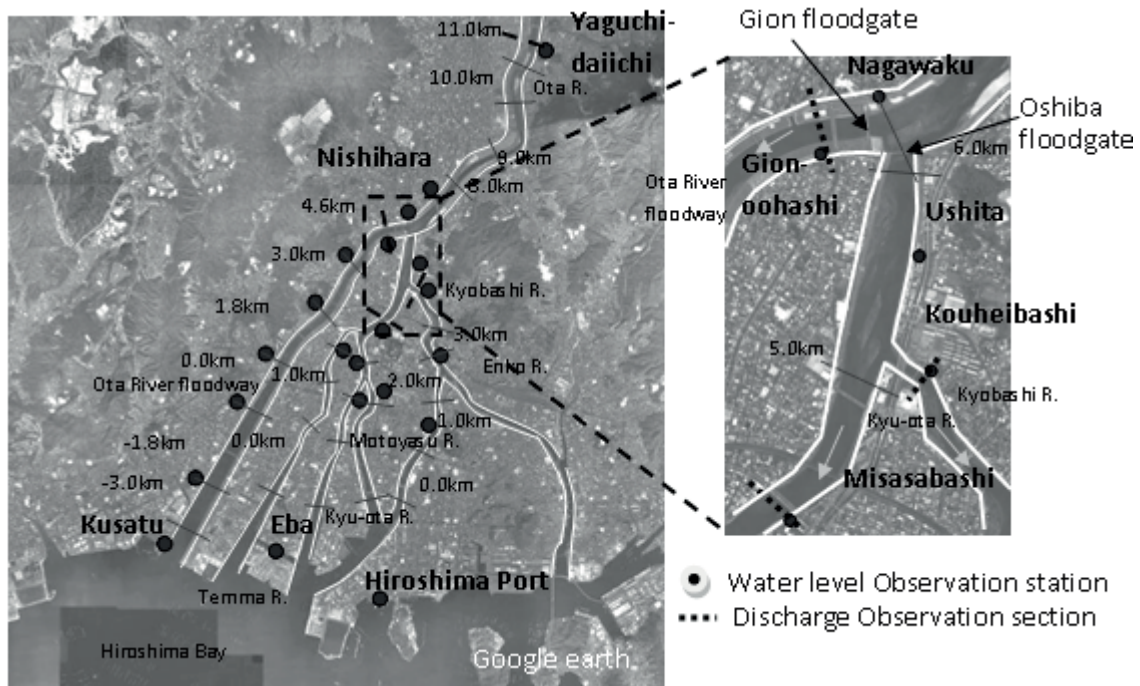 Yaguchi-
daiichi
11.0km
10.0km
Ota R.
Nishihara
9.0km
8.0km
4.6km
3.0km
Kyobashi R.
1.8km
3.0km
0.0km
Enko R.
Ota River floodway
1.0km
2.0km
1.0km
-1.8km
0.0km
Motoyasu R.
-3.0km
0.0km
Kusatu
Eba
Kyu-ota R.
Temma R.
Hiroshima Port
Hiroshima Bay
Google earth
Gion floodgate
Nagawaku
Oshiba
floodgate
6.0km
Gion-
oohashi
Ota River
floodway
Ushita
Kouheibashi
5.0km
Kyobashi R.
Kyu-ota R.
Misasabashi
Water level Observation station
Discharge Observation section